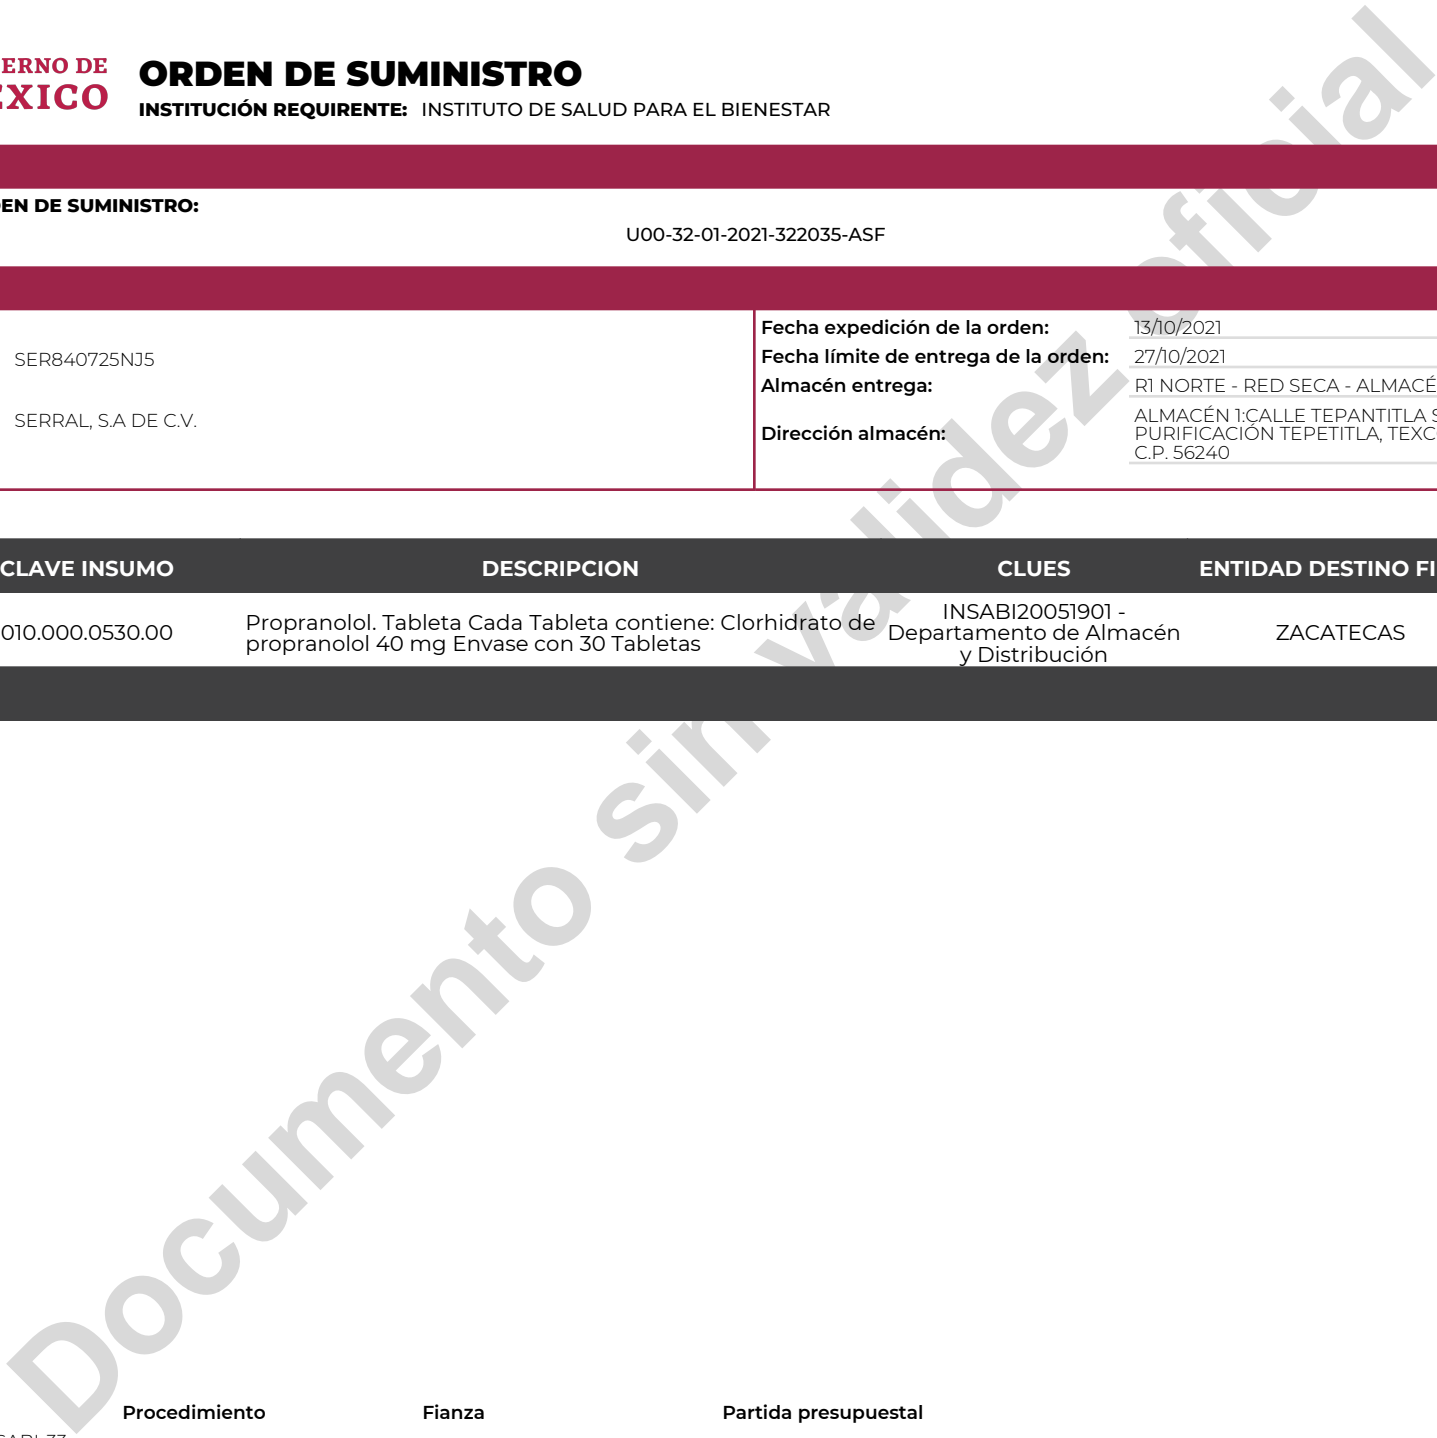 ERNO DE
EXICO
ORDEN DE SUMINISTRO
INSTITUCIÓN REQUIRENTE: INSTITUTO DE SALUD PARA EL BIENESTAR
EN DE SUMINISTRO:
U00-32-01-2021-322035-ASF
SER840725NJ5
SERRAL, S.A DE C.V.
Fecha expedición de la orden: 13/10/2021
Fecha límite de entrega de la orden: 27/10/2021
Almacén entrega: R1 NORTE - RED SECA - ALMACÉ
Dirección almacén: ALMACÉN 1:CALLE TEPANTITLA S
PURIFICACIÓN TEPETITLA, TEXC
C.P. 56240
CLAVE INSUMO DESCRIPCION CLUES ENTIDAD DESTINO FI
010.000.0530.00
Propranolol. Tableta Cada Tableta contiene: Clorhidrato de
propranolol 40 mg Envase con 30 Tabletas
INSABI20051901 -
Departamento de Almacén
y Distribución
ZACATECAS
Documento sin validez oficial
Procedimiento Fianza Partida presupuestal